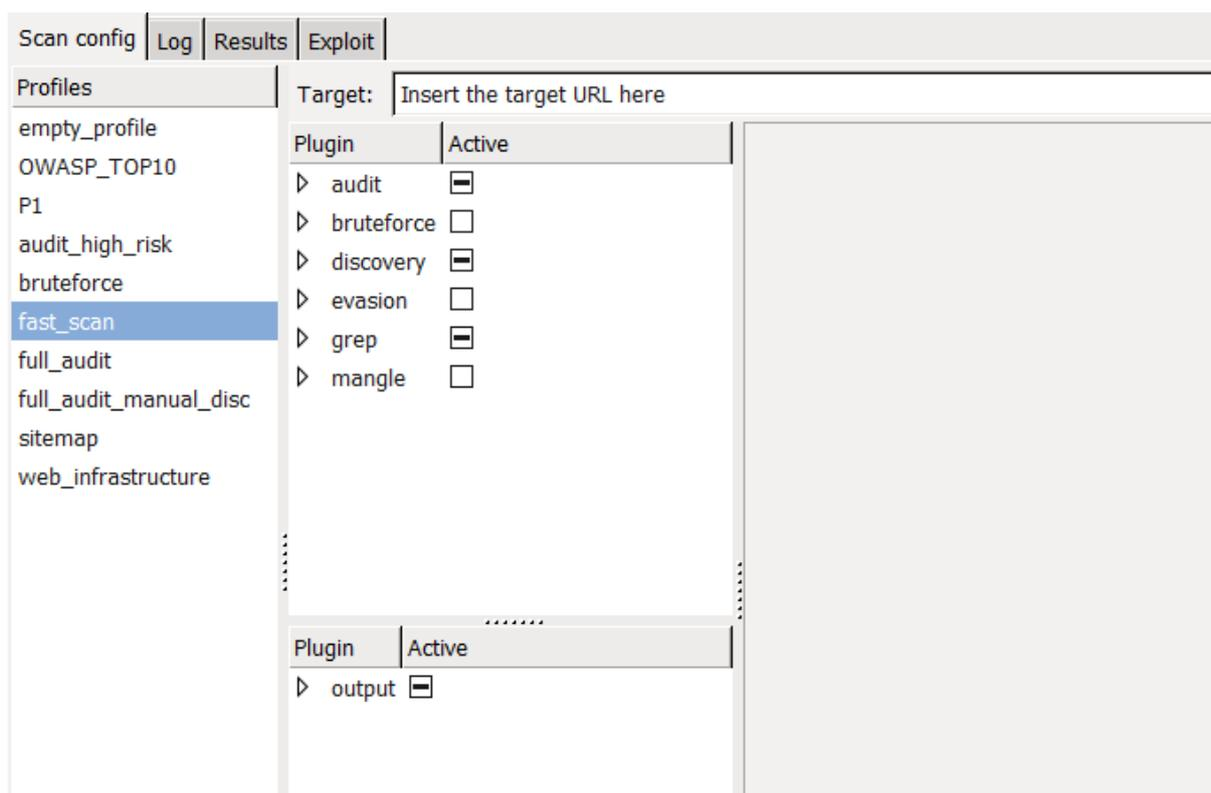 Scan config Log Results Exploit
Profiles
empty_profile
OWASP_TOP10
P1
audit_high_risk
bruteforce
fast_scan
full_audit
full_audit_manual_disc
sitemap
web_infrastructure
Target: Insert the target URL here
Plugin Active
audit
bruteforce
discovery
evasion
grep
mangle
Plugin Active
output